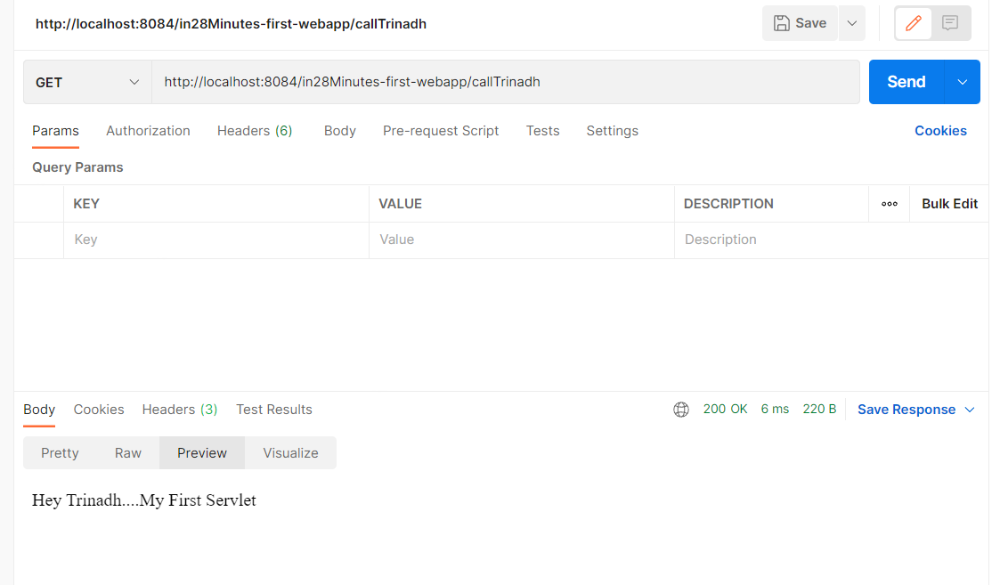 http://localhost:8084/in28Minutes-first-webapp/callTrinadh
Save
GET
http://localhost:8084/in28Minutes-first-webapp/callTrinadh
Send
Params Authorization Headers (6) Body Pre-request Script Tests Settings Cookies
Query Params
KEY VALUE DESCRIPTION Bulk Edit
Key Value Description
Body Cookies Headers (3) Test Results 200 OK 6 ms 220 B Save Response
Pretty Raw Preview Visualize
Hey Trinadh....My First Servlet